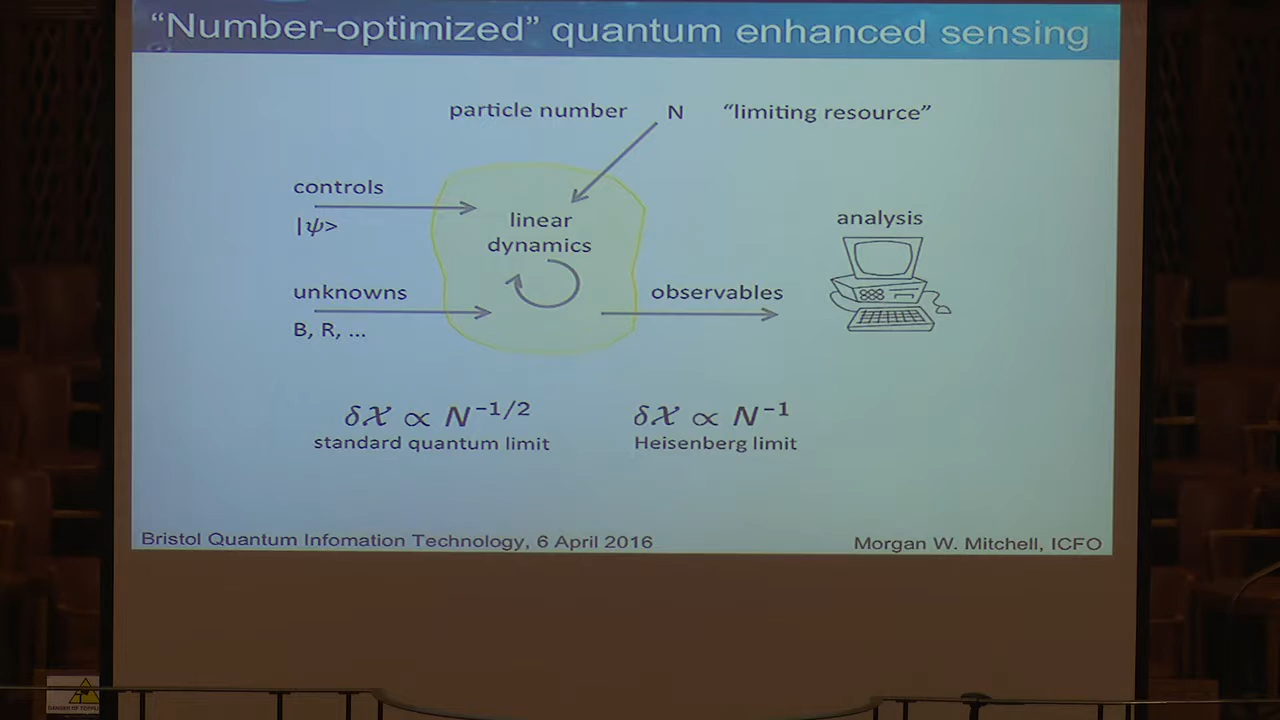 “Number-optimized” quantum enhanced sensing
particle number N “limiting resource”
controls
|ψ>
linear
dynamics
analysis
unknowns
B, R, ...
observables
888
δX ∝ N⁻¹/²
standard quantum limit
δX ∝ N⁻¹
Heisenberg limit
Bristol Quantum Infomation Technology, 6 April 2016
Morgan W. Mitchell, ICFO